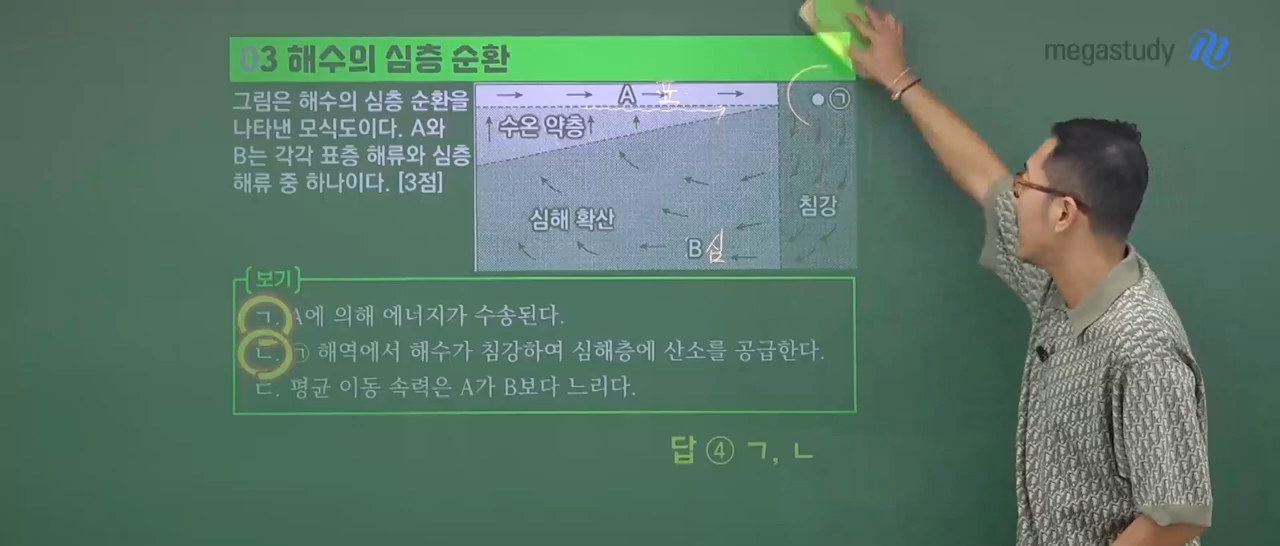 megastudy
03 해수의 심층 순환
그림은 해수의 심층 순환을
나타낸 모식도이다. A와
B는 각각 표층 해류와 심층
해류 중 하나이다. [3점]
A 표
㉠
수온 약층
침강
심해 확산
B 심
[보기]
ㄱ. A에 의해 에너지가 수송된다.
ㄴ. ㉠ 해역에서 해수가 침강하여 심해층에 산소를 공급한다.
ㄷ. 평균 이동 속력은 A가 B보다 느리다.
답 ④ ㄱ, ㄴ